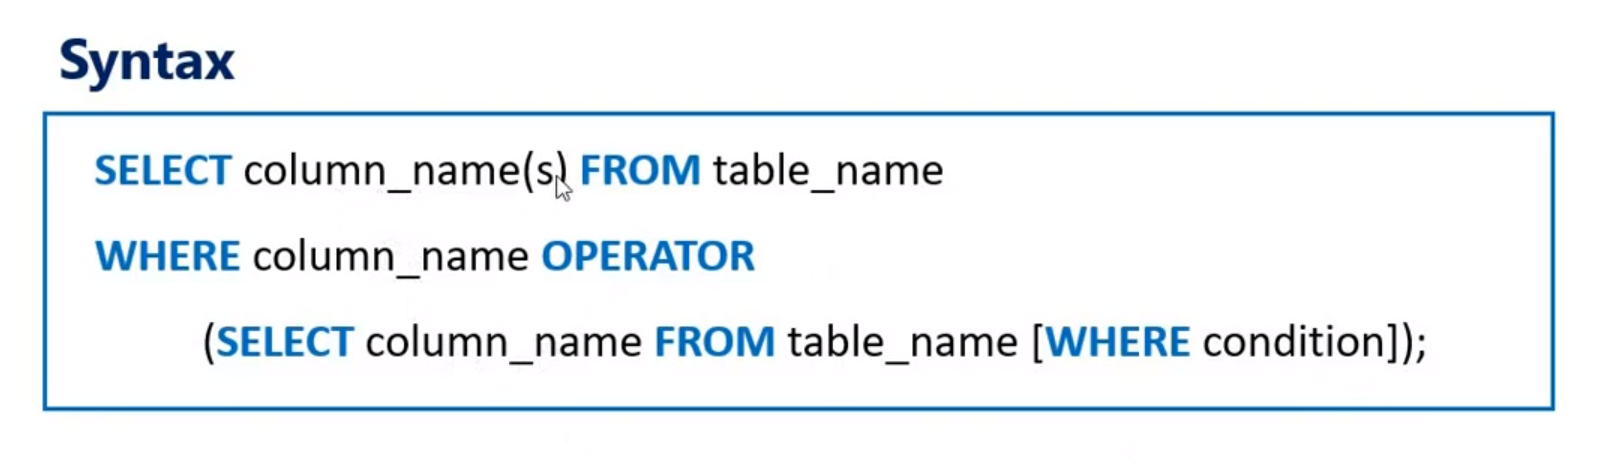 Syntax
SELECT column_name(s) FROM table_name
WHERE column_name OPERATOR
(SELECT column_name FROM table_name [WHERE condition]);